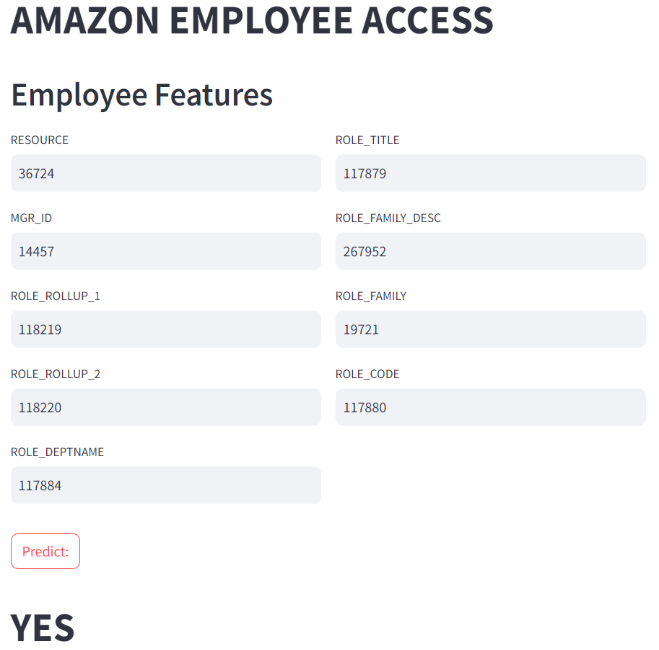 AMAZON EMPLOYEE ACCESS
Employee Features
RESOURCE
36724
ROLE_TITLE
117879
MGR_ID
14457
ROLE_FAMILY_DESC
267952
ROLE_ROLLUP_1
118219
ROLE_FAMILY
19721
ROLE_ROLLUP_2
118220
ROLE_CODE
117880
ROLE_DEPTNAME
117884
Predict:
YES